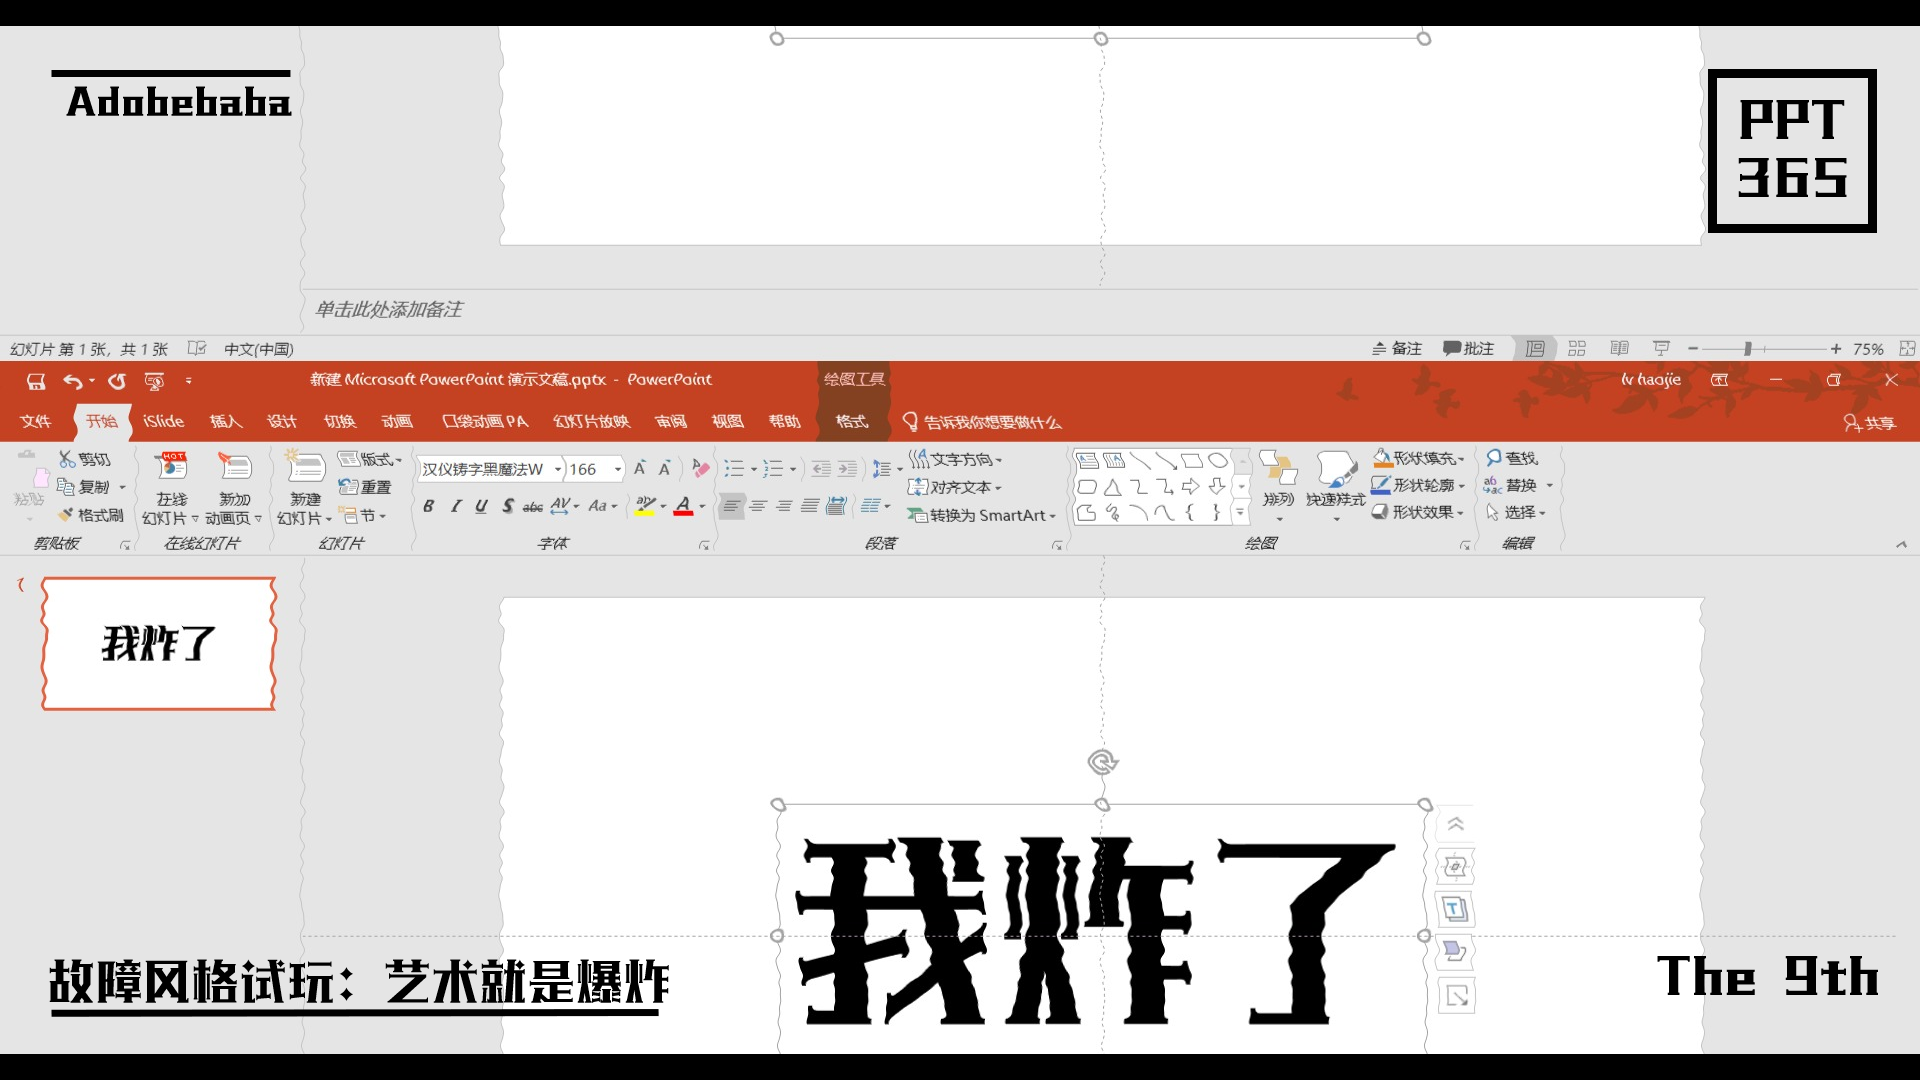 Adobebaba
PPT
365
单击此处添加备注
幻灯片 第 1 张，共 1 张 中文(中国)
备注 批注 75%
新建 Microsoft PowerPoint 演示文稿.pptx - PowerPoint
绘图工具
lv haojie
文件 开始 iSlide 插入 设计 切换 动画 口袋动画 PA 幻灯片放映 审阅 视图 帮助 格式 告诉我你想要做什么
共享
粘贴 剪切 复制 格式刷
剪贴板
HOT
在线幻灯片 新加动画页
在线幻灯片
新建幻灯片 版式 重置 节
幻灯片
汉仪铸字黑魔法W 166
B I U S abc AV Aa aby A
字体
文字方向
对齐文本
转换为 SmartArt
段落
排列 快速样式 形状填充 形状轮廓 形状效果
绘图
查找
替换
选择
编辑
1
我炸了
我炸了
故障风格试玩：艺术就是爆炸
The 9th